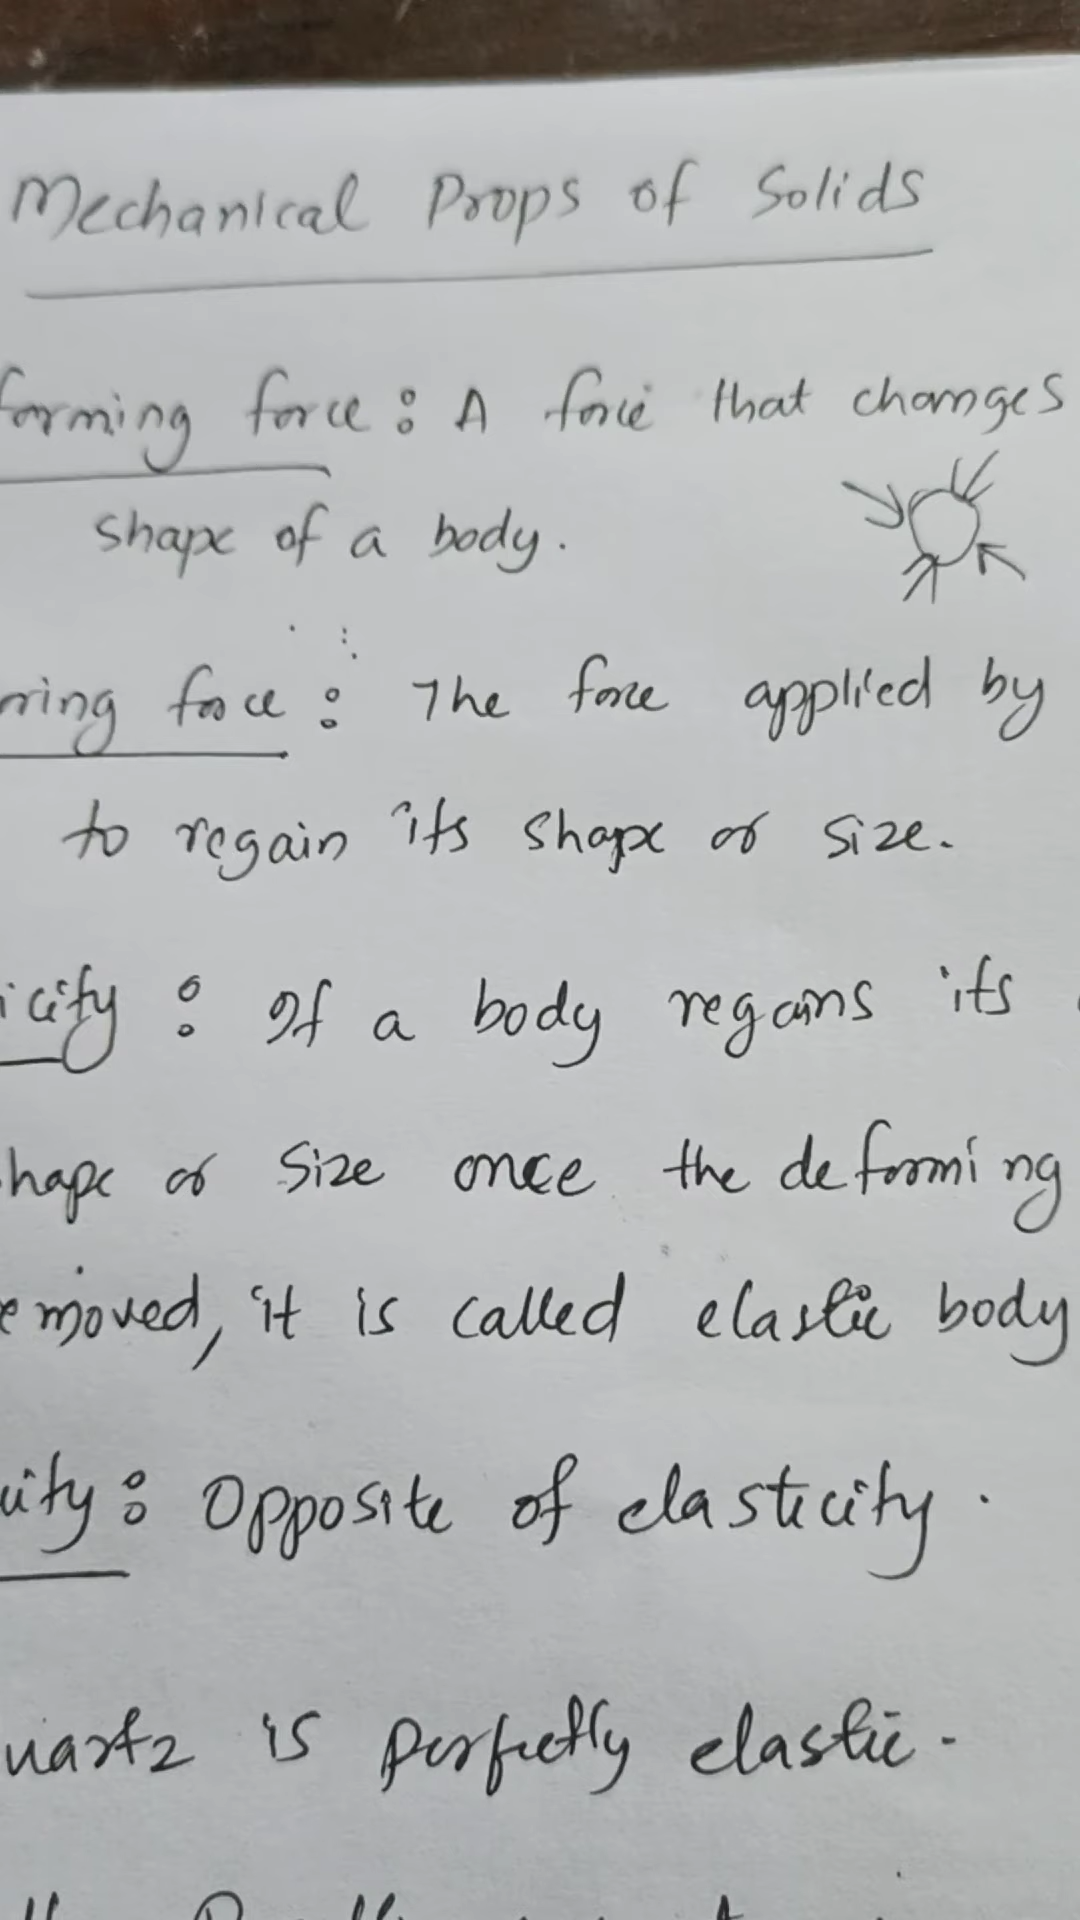 Mechanical Props of Solids
forming force: A force that changes
shape of a body.
ring force: The force applied by
to regain its shape or size.
icity: If a body regains its
hape or size once the deforming
emoved, it is called elastic body
city: Opposite of elasticity.
uartz is perfectly elastic.